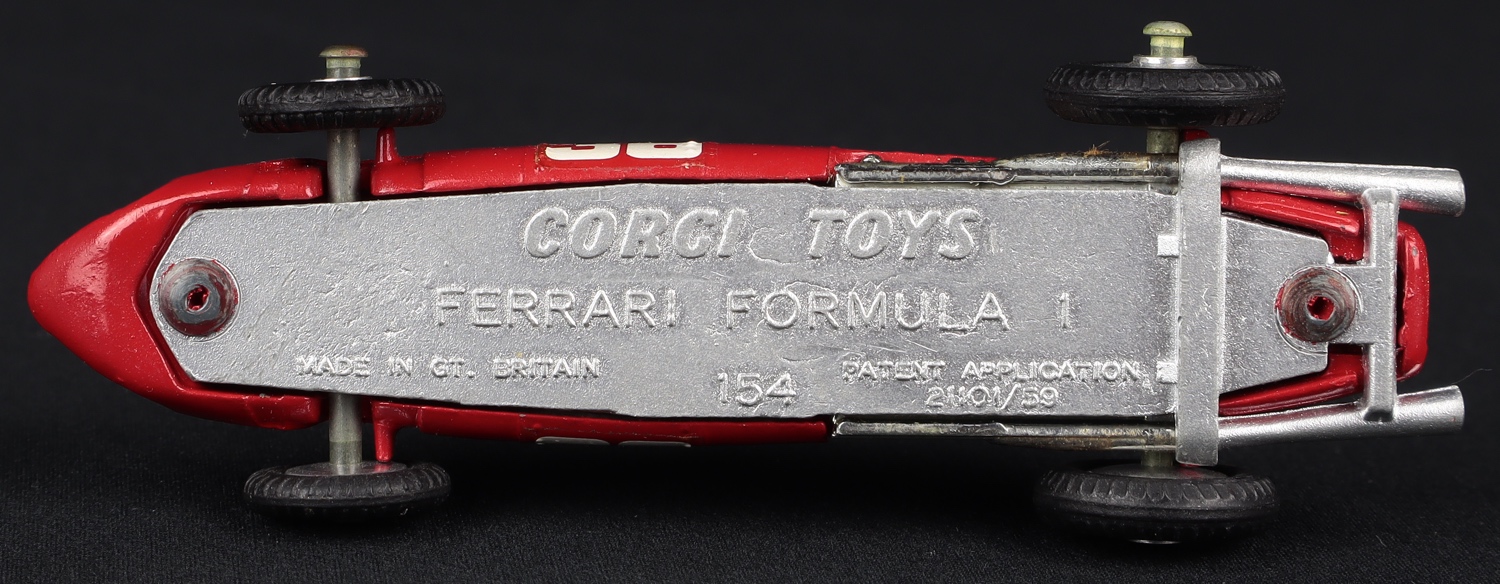 CORGI TOYS
FERRARI FORMULA 1
MADE IN GT. BRITAIN
154
PATENT APPLICATION
21101/59